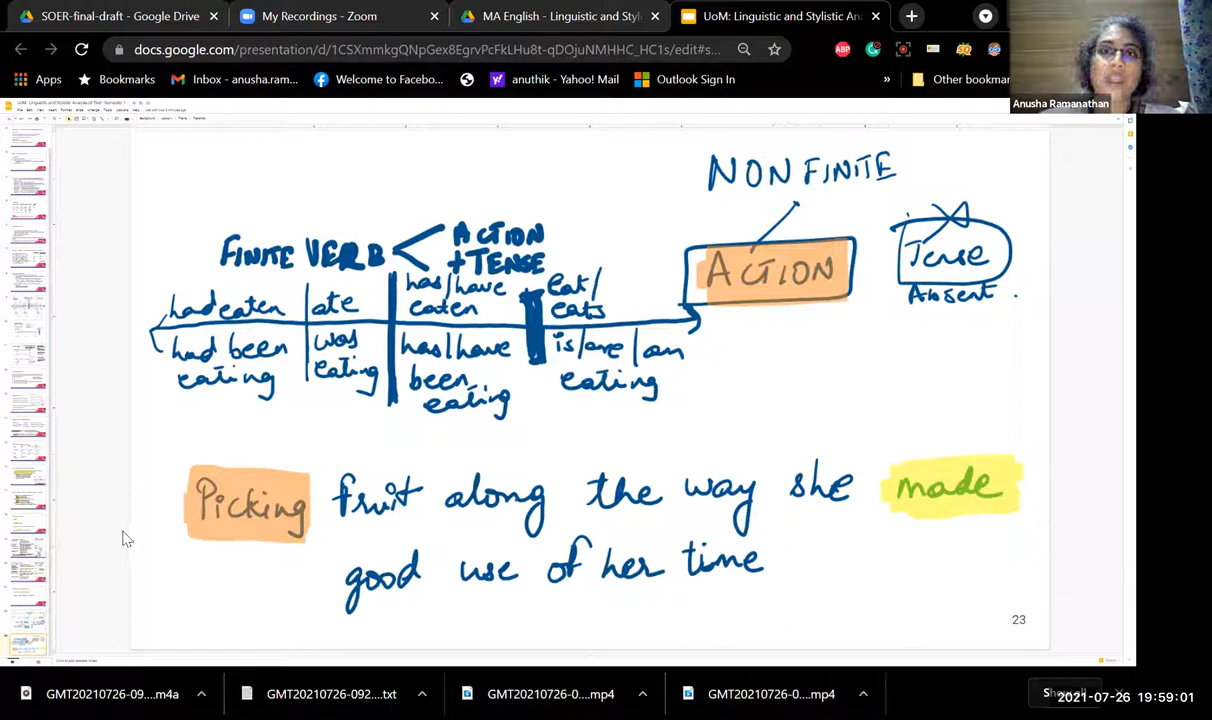 SOER-final-draft - Google Drive
My Recordings - Zoom
MA English - Linguistic and Styli
UoM: Linguistic and Stylistic Ana
docs.google.com/presentation/d/1CSXmmkgQNpGex8EgrvPcFkLHu8t-qDOjuNMHHC_HC1s/edit#s...
ABP
Apps
Bookmarks
Inbox - anusha.ram...
Welcome to Facebo...
anuthik - Yahoo! Mail
Outlook Sign In
»
Other bookmar
Anusha Ramanathan
NON FINITE
FINITE VERB
ACTION
+ TENSE
ACTION
Tense
Absent.
had eaten
ate
has/have
eaten
eat/
eats
had been
eating
was
eating
has/have
been
eating
is/are/am
eating
Picking fruit along the way she made
good use of her time
23
GMT20210726-09....m4a
GMT20210726-092....txt
GMT20210726-0....mp4
GMT20210726-0....mp4
2021-07-26 19:59:01